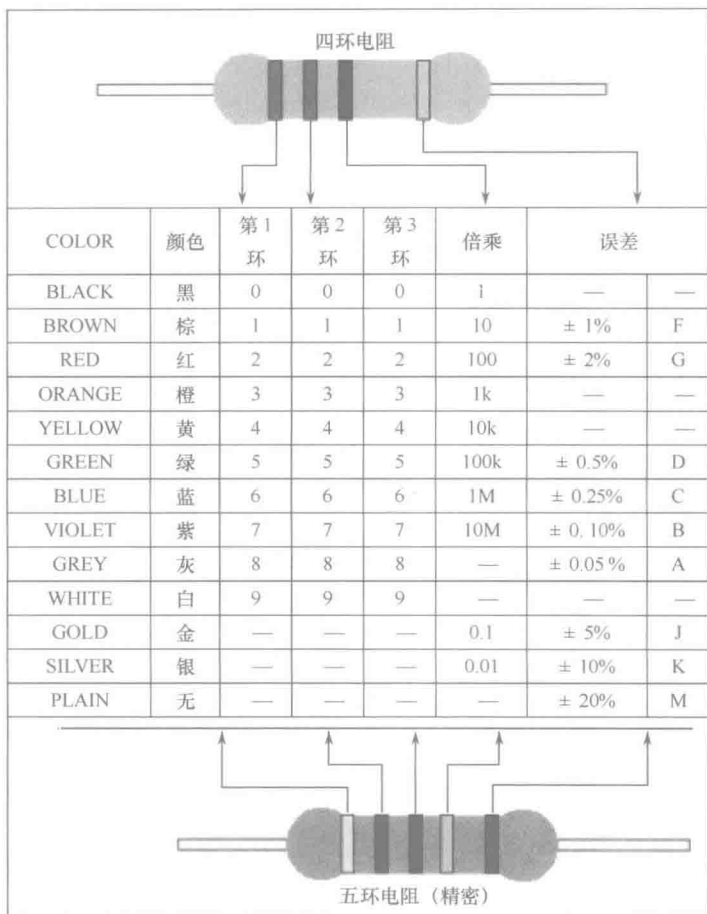 四环电阻
COLOR 颜色 第1环 第2环 第3环 倍乘 误差
BLACK 黑 0 0 0 1 — —
BROWN 棕 1 1 1 10 ± 1% F
RED 红 2 2 2 100 ± 2% G
ORANGE 橙 3 3 3 1k — —
YELLOW 黄 4 4 4 10k — —
GREEN 绿 5 5 5 100k ± 0.5% D
BLUE 蓝 6 6 6 1M ± 0.25% C
VIOLET 紫 7 7 7 10M ± 0.10% B
GREY 灰 8 8 8 — ± 0.05% A
WHITE 白 9 9 9 — — —
GOLD 金 — — — 0.1 ± 5% J
SILVER 银 — — — 0.01 ± 10% K
PLAIN 无 — — — — ± 20% M
五环电阻（精密）